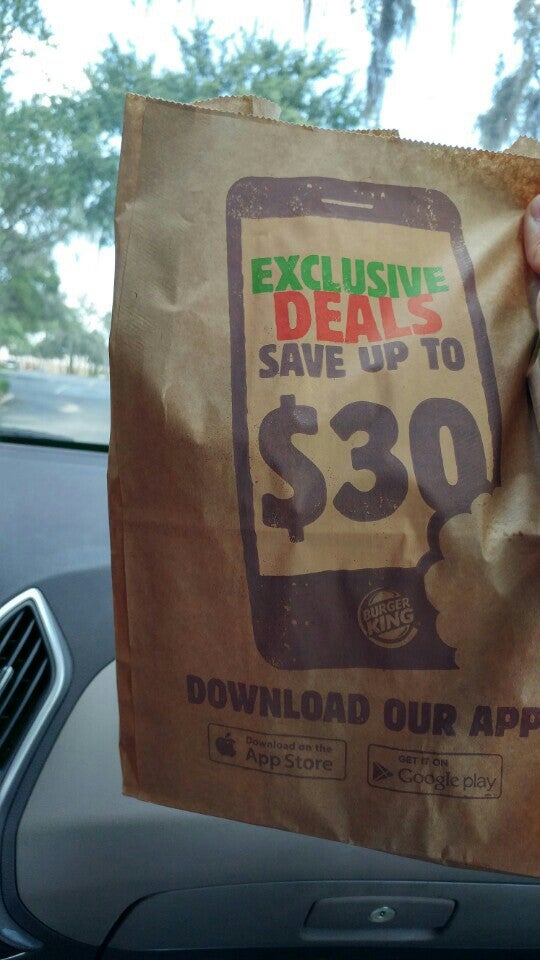 EXCLUSIVE
DEALS
SAVE UP TO
$30
BURGER
KING
DOWNLOAD OUR APP
Download on the
App Store
GET IT ON
Google play